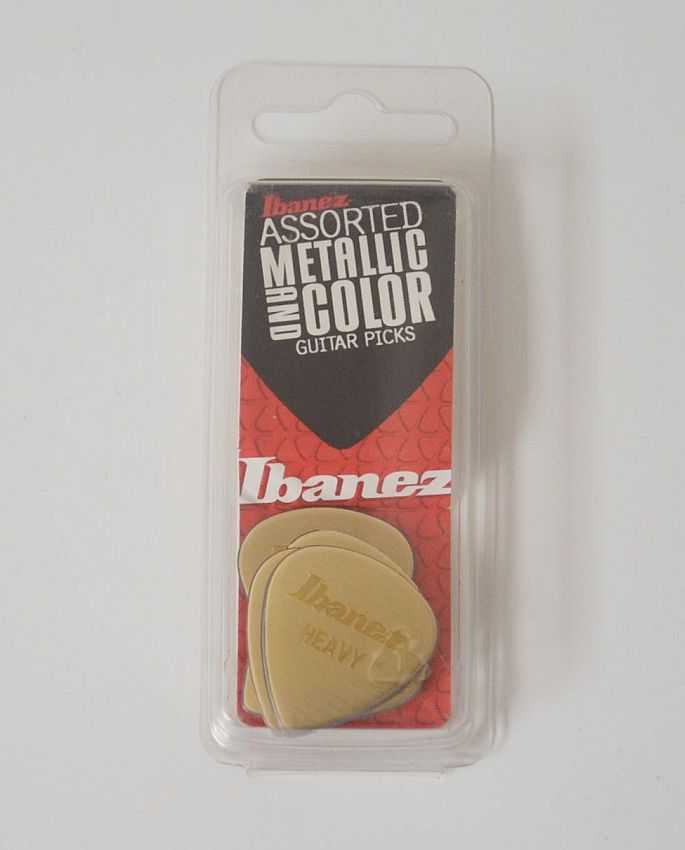 Ibanez
ASSORTED
METALLIC
AND
COLOR
GUITAR PICKS
Ibanez
Ibanez
HEAVY